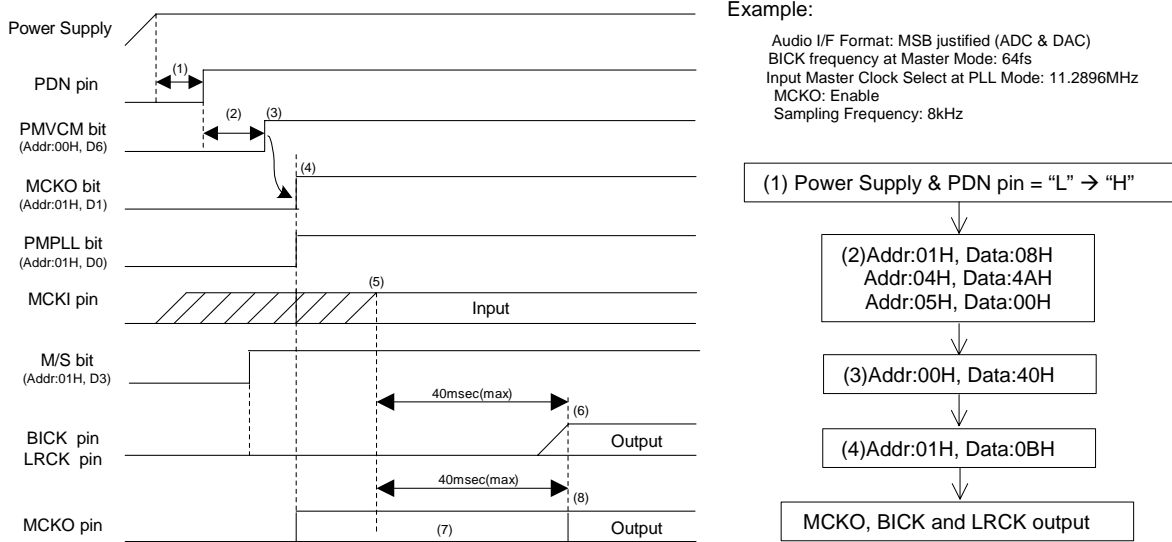 Power Supply
(1)
PDN pin
(2)
(3)
PMVCM bit
(Addr:00H, D6)
(4)
MCKO bit
(Addr:01H, D1)
PMPLL bit
(Addr:01H, D0)
(5)
MCKI pin
Input
M/S bit
(Addr:01H, D3)
40msec(max)
(6)
BICK pin
LRCK pin
Output
40msec(max)
(8)
MCKO pin
(7)
Output
Example:
Audio I/F Format: MSB justified (ADC & DAC)
BICK frequency at Master Mode: 64fs
Input Master Clock Select at PLL Mode: 11.2896MHz
MCKO: Enable
Sampling Frequency: 8kHz
(1) Power Supply & PDN pin = “L” → “H”
(2)Addr:01H, Data:08H
Addr:04H, Data:4AH
Addr:05H, Data:00H
(3)Addr:00H, Data:40H
(4)Addr:01H, Data:0BH
MCKO, BICK and LRCK output